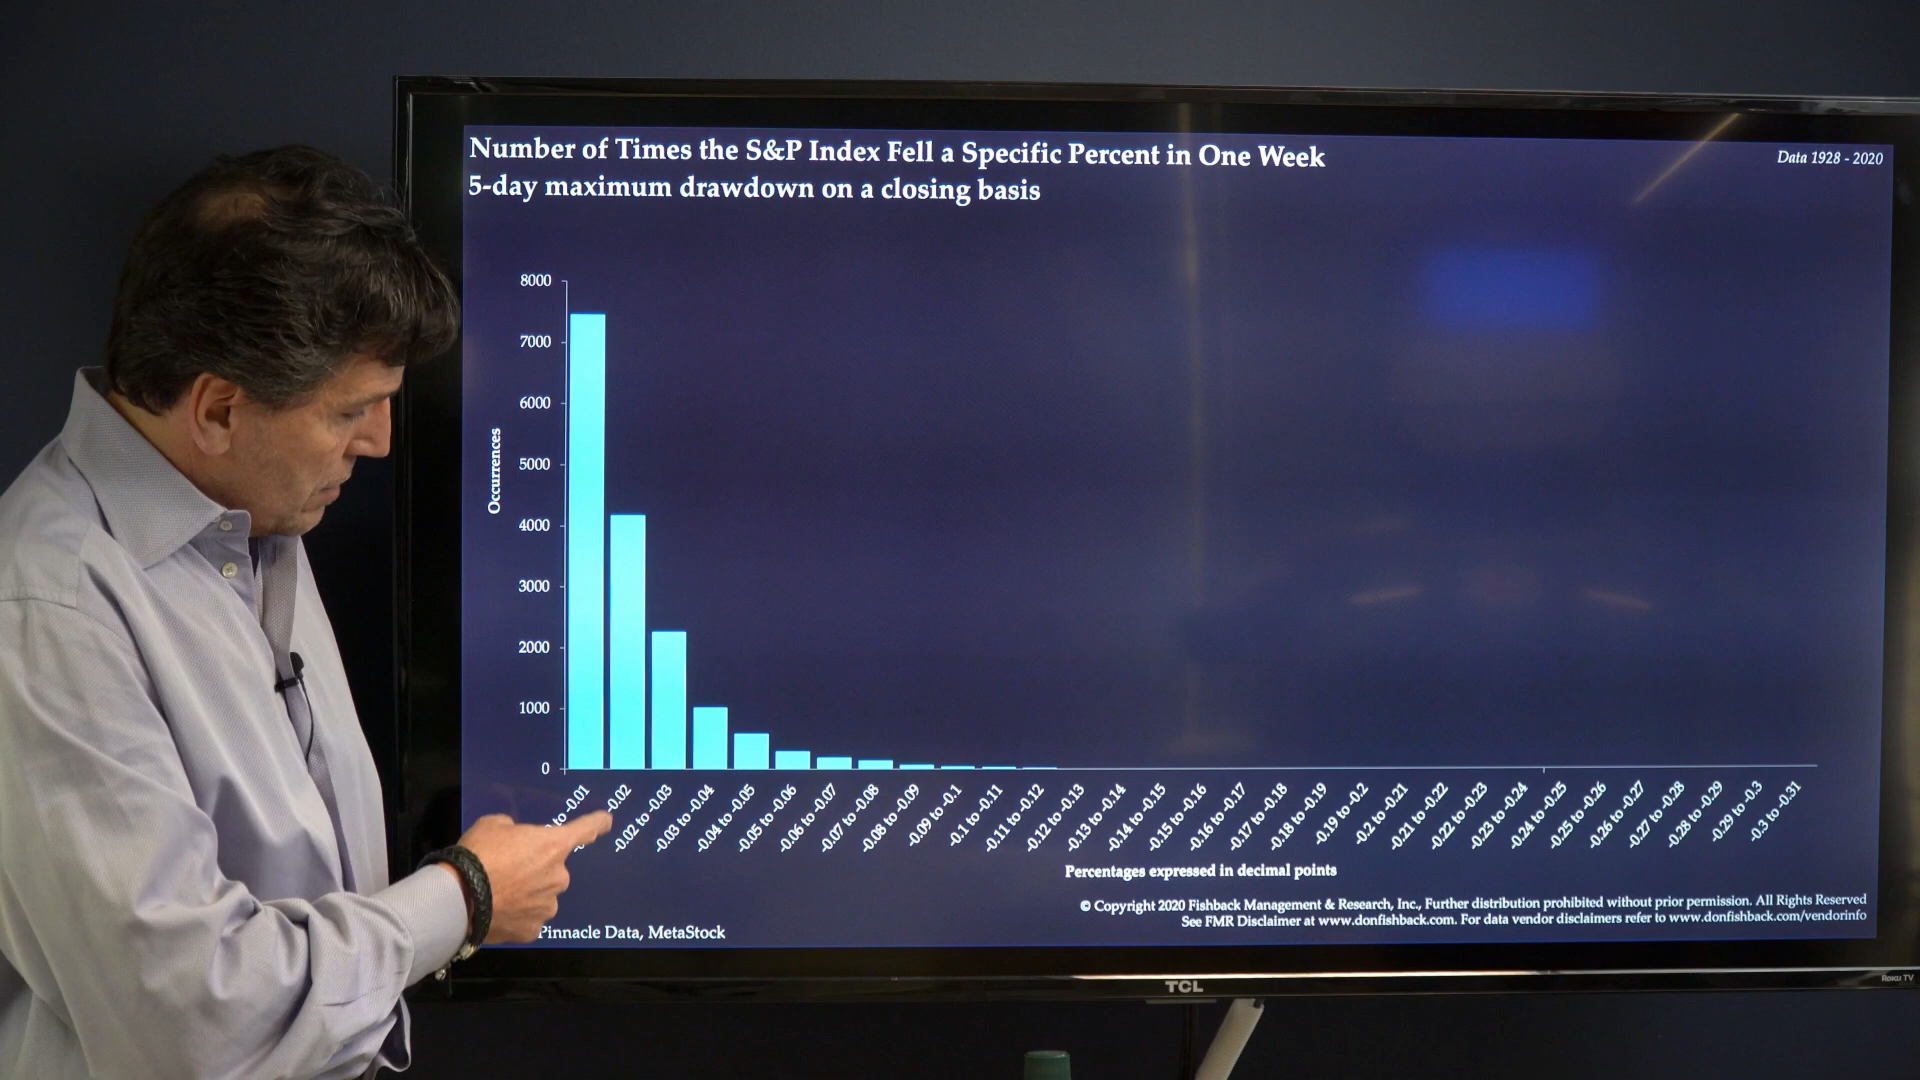 Number of Times the S&P Index Fell a Specific Percent in One Week
Data 1928 - 2020
5-day maximum drawdown on a closing basis
8000
7000
6000
5000
4000
3000
2000
1000
0
Occurrences
to -0.01
-0.02
-0.02 to -0.03
-0.03 to -0.04
-0.04 to -0.05
-0.05 to -0.06
-0.06 to -0.07
-0.07 to -0.08
-0.08 to -0.09
-0.09 to -0.1
-0.1 to -0.11
-0.11 to -0.12
-0.12 to -0.13
-0.13 to -0.14
-0.14 to -0.15
-0.15 to -0.16
-0.16 to -0.17
-0.17 to -0.18
-0.18 to -0.19
-0.19 to -0.2
-0.2 to -0.21
-0.21 to -0.22
-0.22 to -0.23
-0.23 to -0.24
-0.24 to -0.25
-0.25 to -0.26
-0.26 to -0.27
-0.27 to -0.28
-0.28 to -0.29
-0.29 to -0.3
-0.3 to -0.31
Percentages expressed in decimal points
© Copyright 2020 Fishback Management & Research, Inc., Further distribution prohibited without prior permission. All Rights Reserved
See FMR Disclaimer at www.donfishback.com. For data vendor disclaimers refer to www.donfishback.com/vendorinfo
Pinnacle Data, MetaStock
TCL
Roku TV